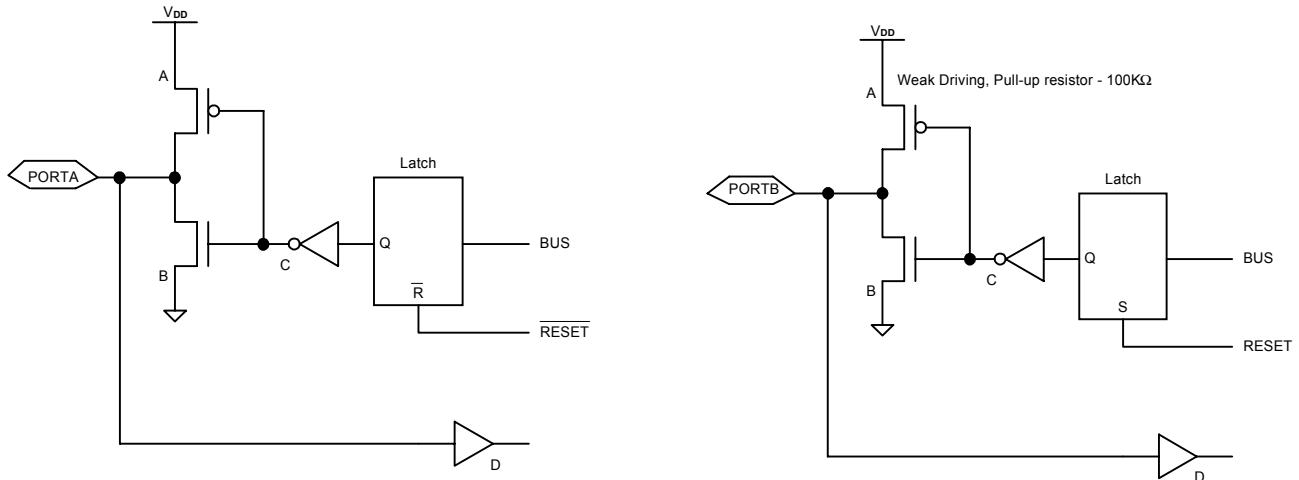 VDD
A
PORTA
B
C
Latch
Q
R
BUS
RESET
D
VDD
Weak Driving, Pull-up resistor - 100KΩ
A
PORTB
B
C
Latch
Q
S
BUS
RESET
D